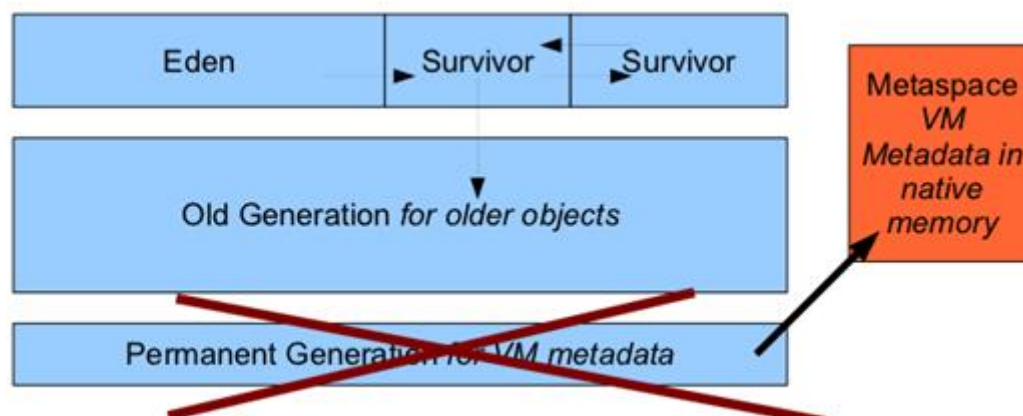 Eden
Survivor
Survivor
Metaspace
VM
Metadata in
native
memory
Old Generation for older objects
Permanent Generation for VM metadata